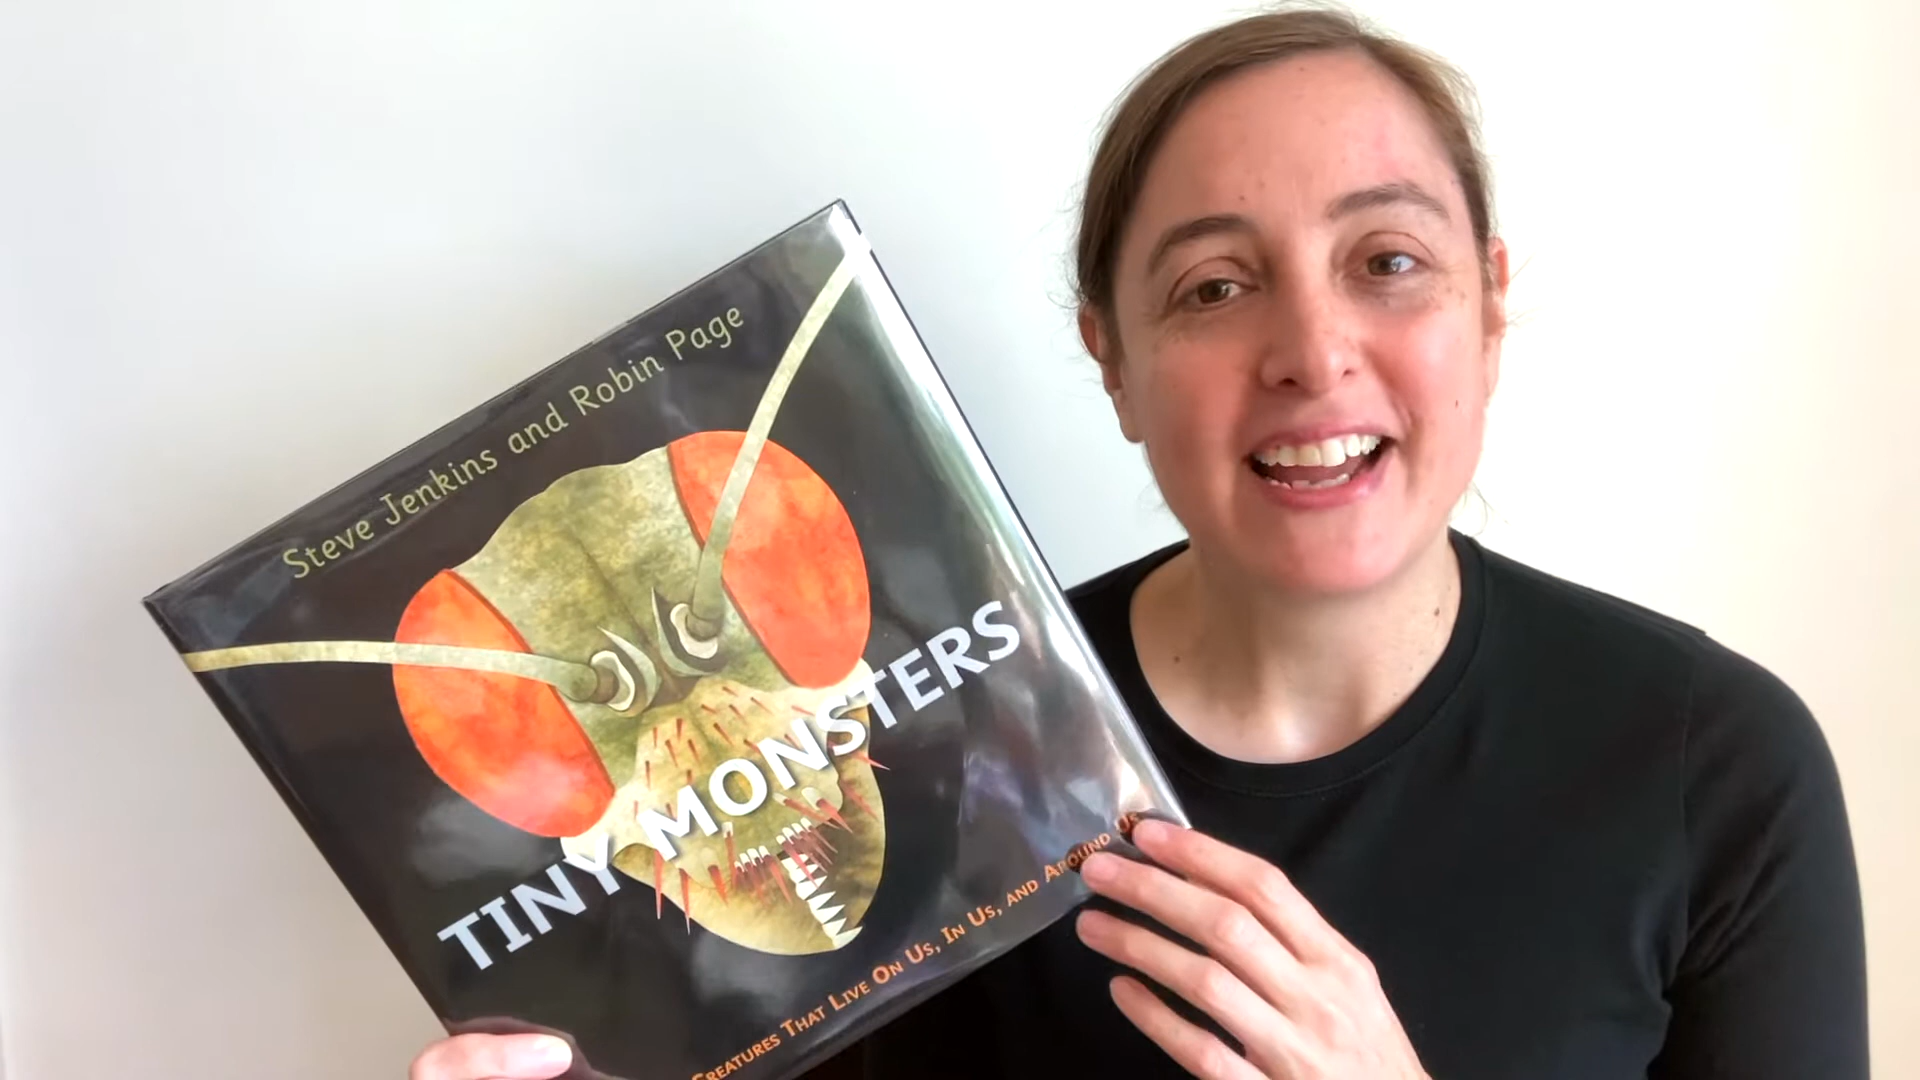 Steve Jenkins and Robin Page
TINY MONSTERS
Creatures That Live On Us, In Us, and Around Us